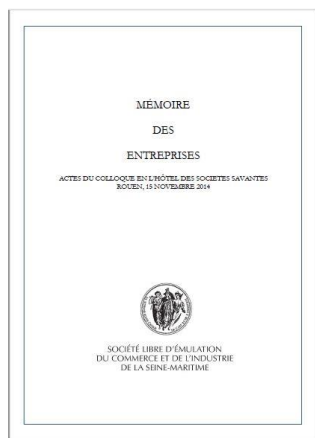 MÉMOIRE
DES
ENTREPRISES
ACTES DU COLLOQUE EN L'HÔTEL DES SOCIETES SAVANTES
ROUEN, 15 NOVEMBRE 2014
SOCIÉTÉ LIBRE D'ÉMULATION
DU COMMERCE ET DE L'INDUSTRIE
DE LA SEINE-MARITIME